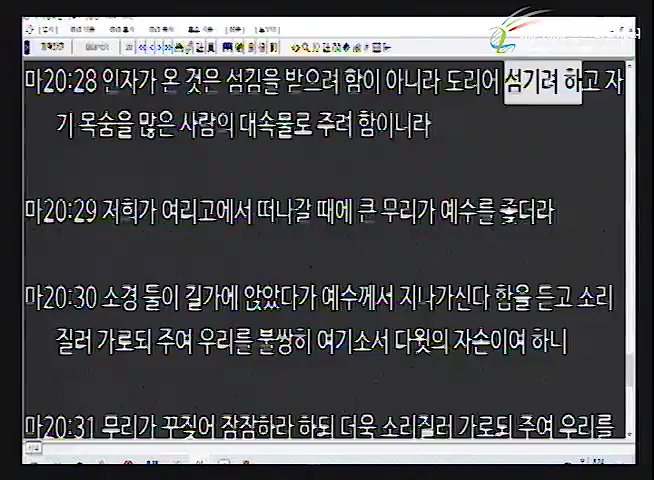 마20:28 인자가 온 것은 섬김을 받으려 함이 아니라 도리어 섬기려 하고 자
기 목숨을 많은 사람의 대속물로 주려 함이니라
마20:29 저희가 여리고에서 떠나갈 때에 큰 무리가 예수를 좇더라
마20:30 소경 둘이 길가에 앉았다가 예수께서 지나가신다 함을 듣고 소리
질러 가로되 주여 우리를 불쌍히 여기소서 다윗의 자손이여 하니
마20:31 무리가 꾸짖어 잠잠하라 하되 더욱 소리질러 가로되 주여 우리를